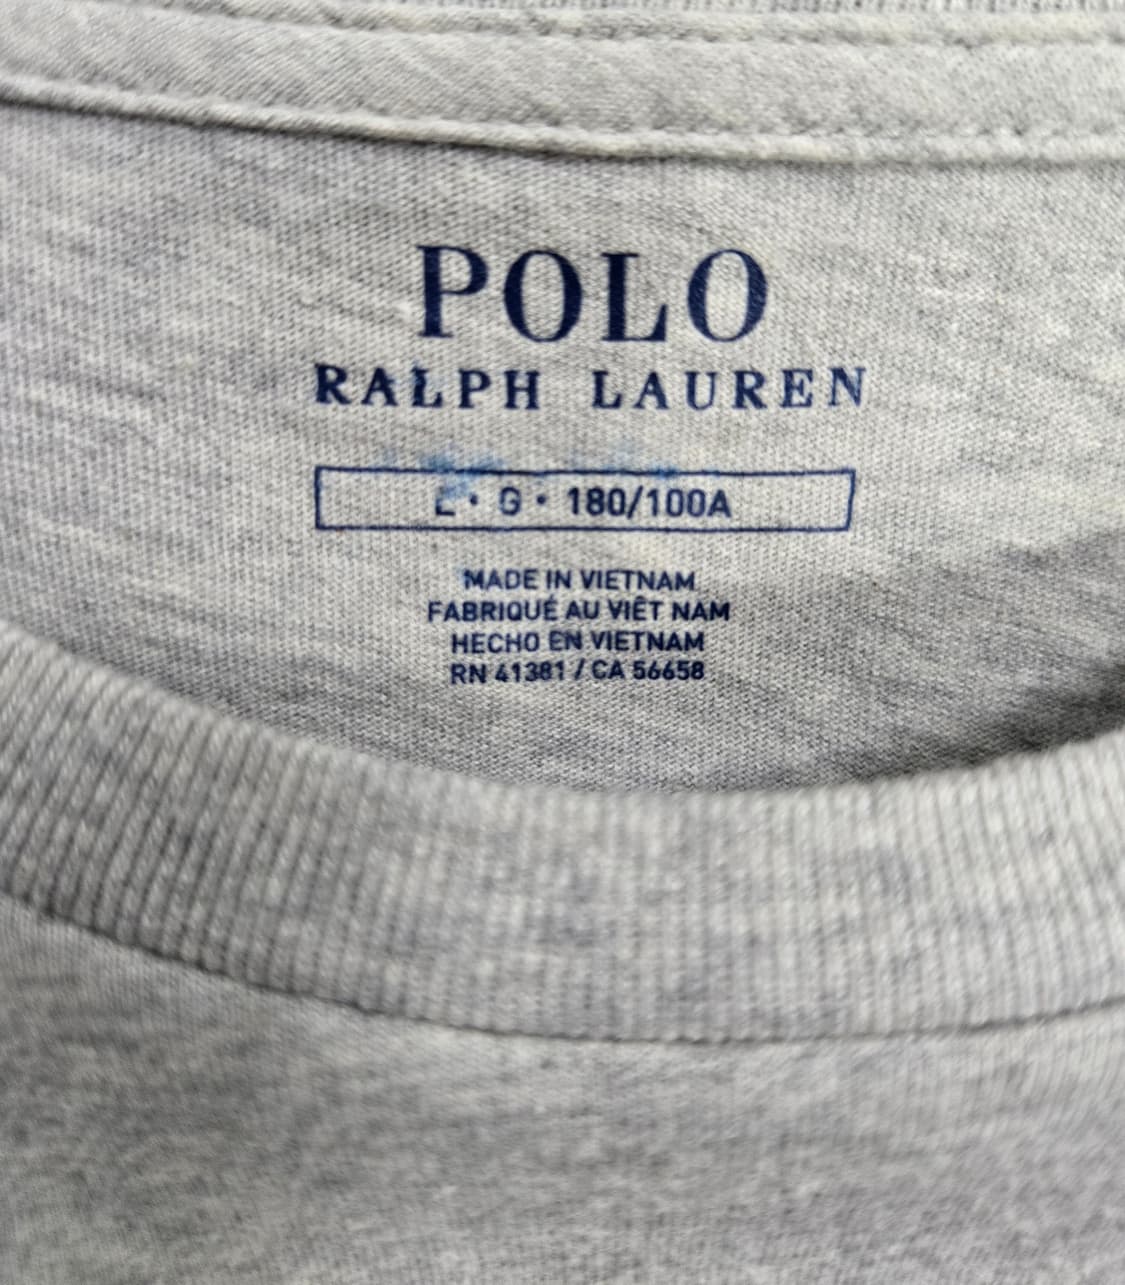 POLO
RALPH LAUREN
L • G • 180/100A
MADE IN VIETNAM
FABRIQUÉ AU VIÊT NAM
HECHO EN VIETNAM
RN 41381 / CA 56658